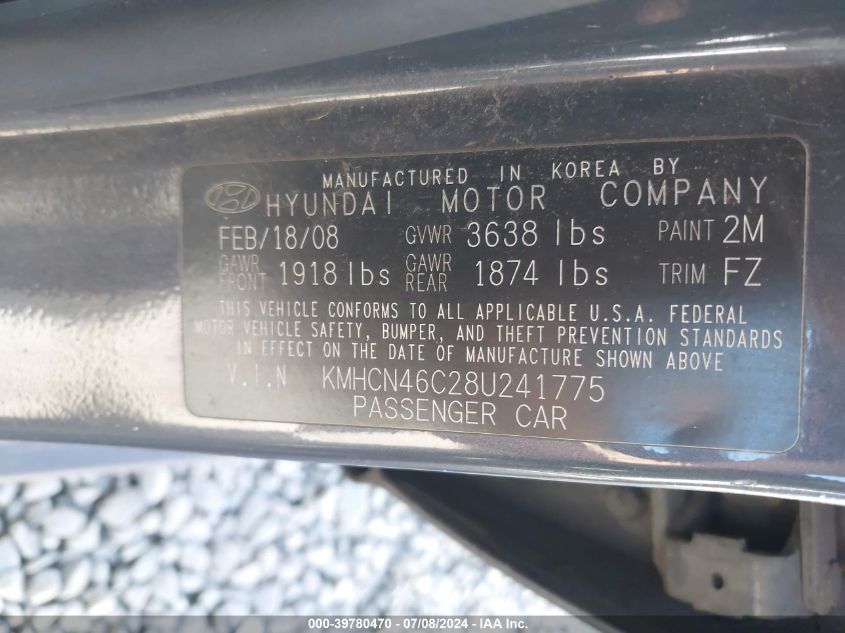 MANUFACTURED IN KOREA BY
HYUNDAI MOTOR COMPANY
FEB/18/08 GVWR 3638 lbs PAINT 2M
GAWR FRONT 1918 lbs GAWR REAR 1874 lbs TRIM FZ
THIS VEHICLE CONFORMS TO ALL APPLICABLE U.S.A. FEDERAL
MOTOR VEHICLE SAFETY, BUMPER, AND THEFT PREVENTION STANDARDS
IN EFFECT ON THE DATE OF MANUFACTURE SHOWN ABOVE
V.I.N KMHCN46C28U241775
PASSENGER CAR
000-39780470 - 07/08/2024 - IAA Inc.